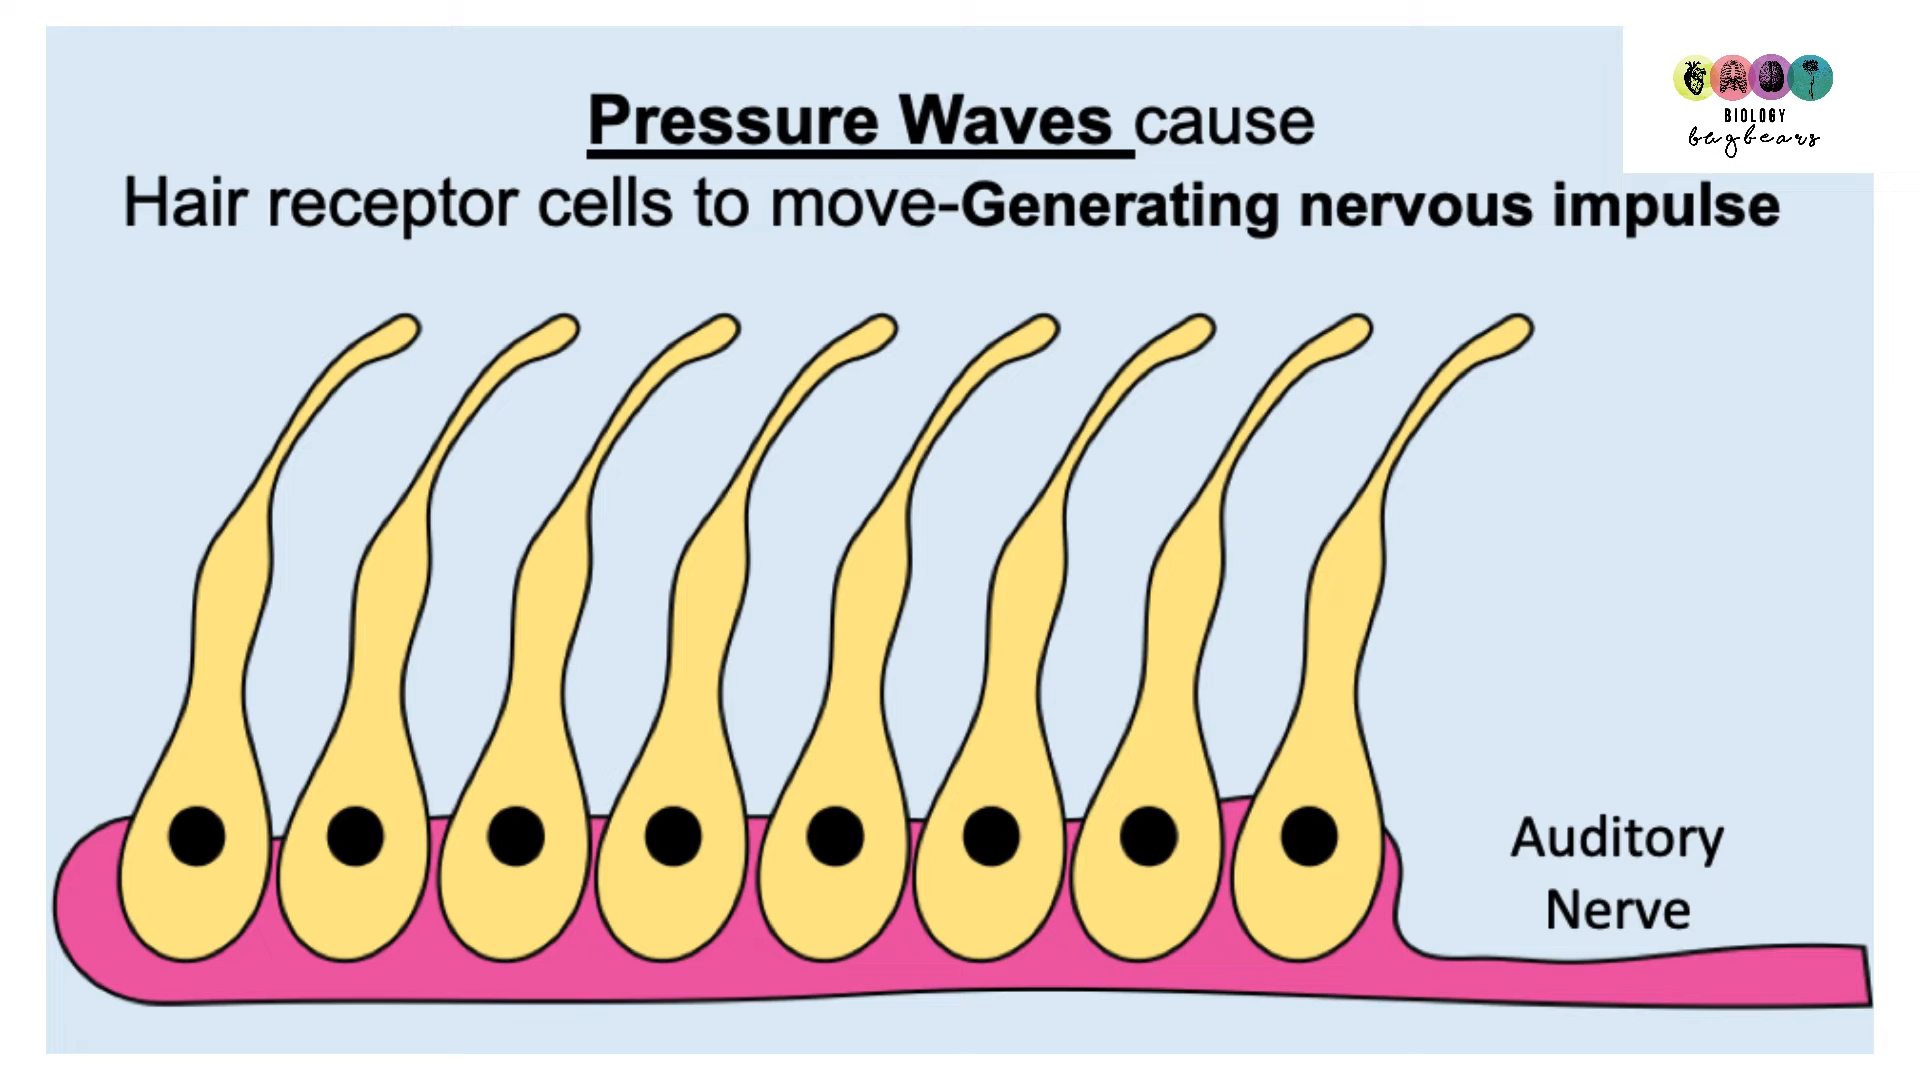 Pressure Waves cause
Hair receptor cells to move-Generating nervous impulse
BIOLOGY
bugbears
Auditory
Nerve